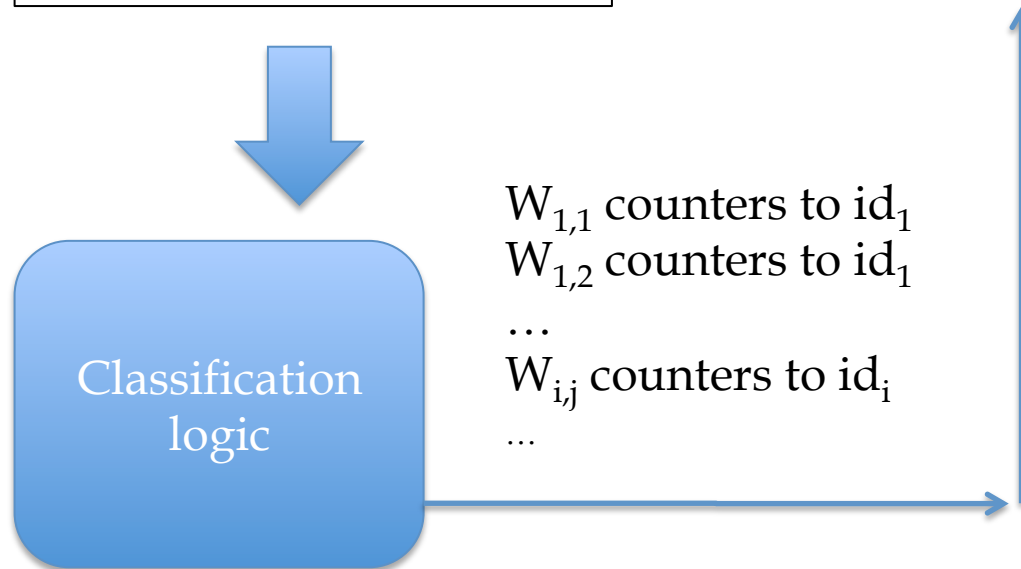 W1,1 counters to id1
W1,2 counters to id1
…
Wi,j counters to idi
…
Classification
logic